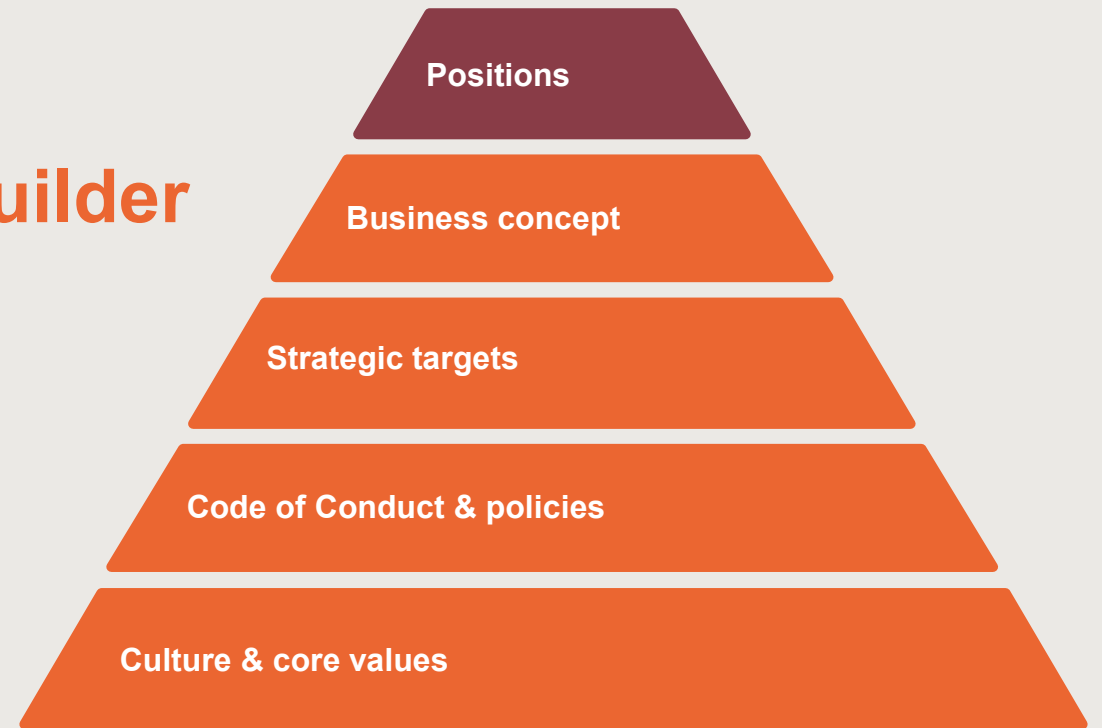 Positions
uilder
Business concept
Strategic targets
Code of Conduct & policies
Culture & core values